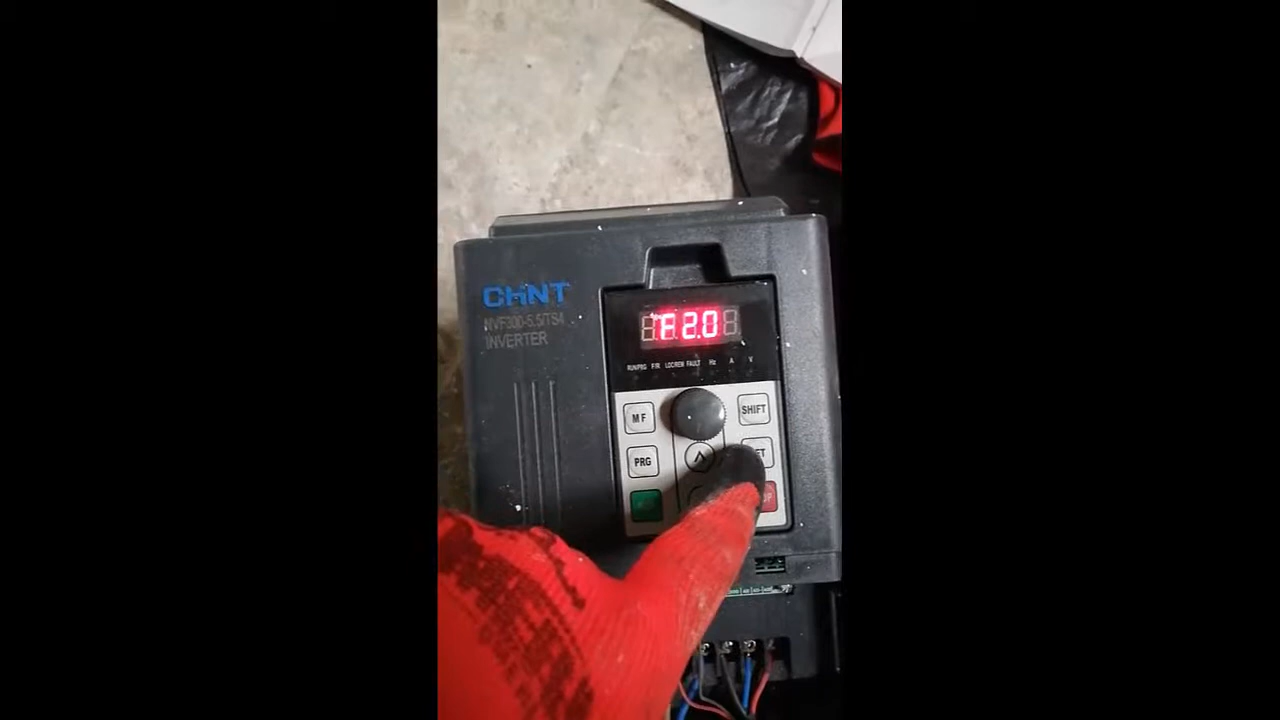 CHNT
NVF300-5.5/TS4
INVERTER
F2.0
RUN/PRG F/R LOC/REM FAULT Hz A V
MF
SHIFT
PRG